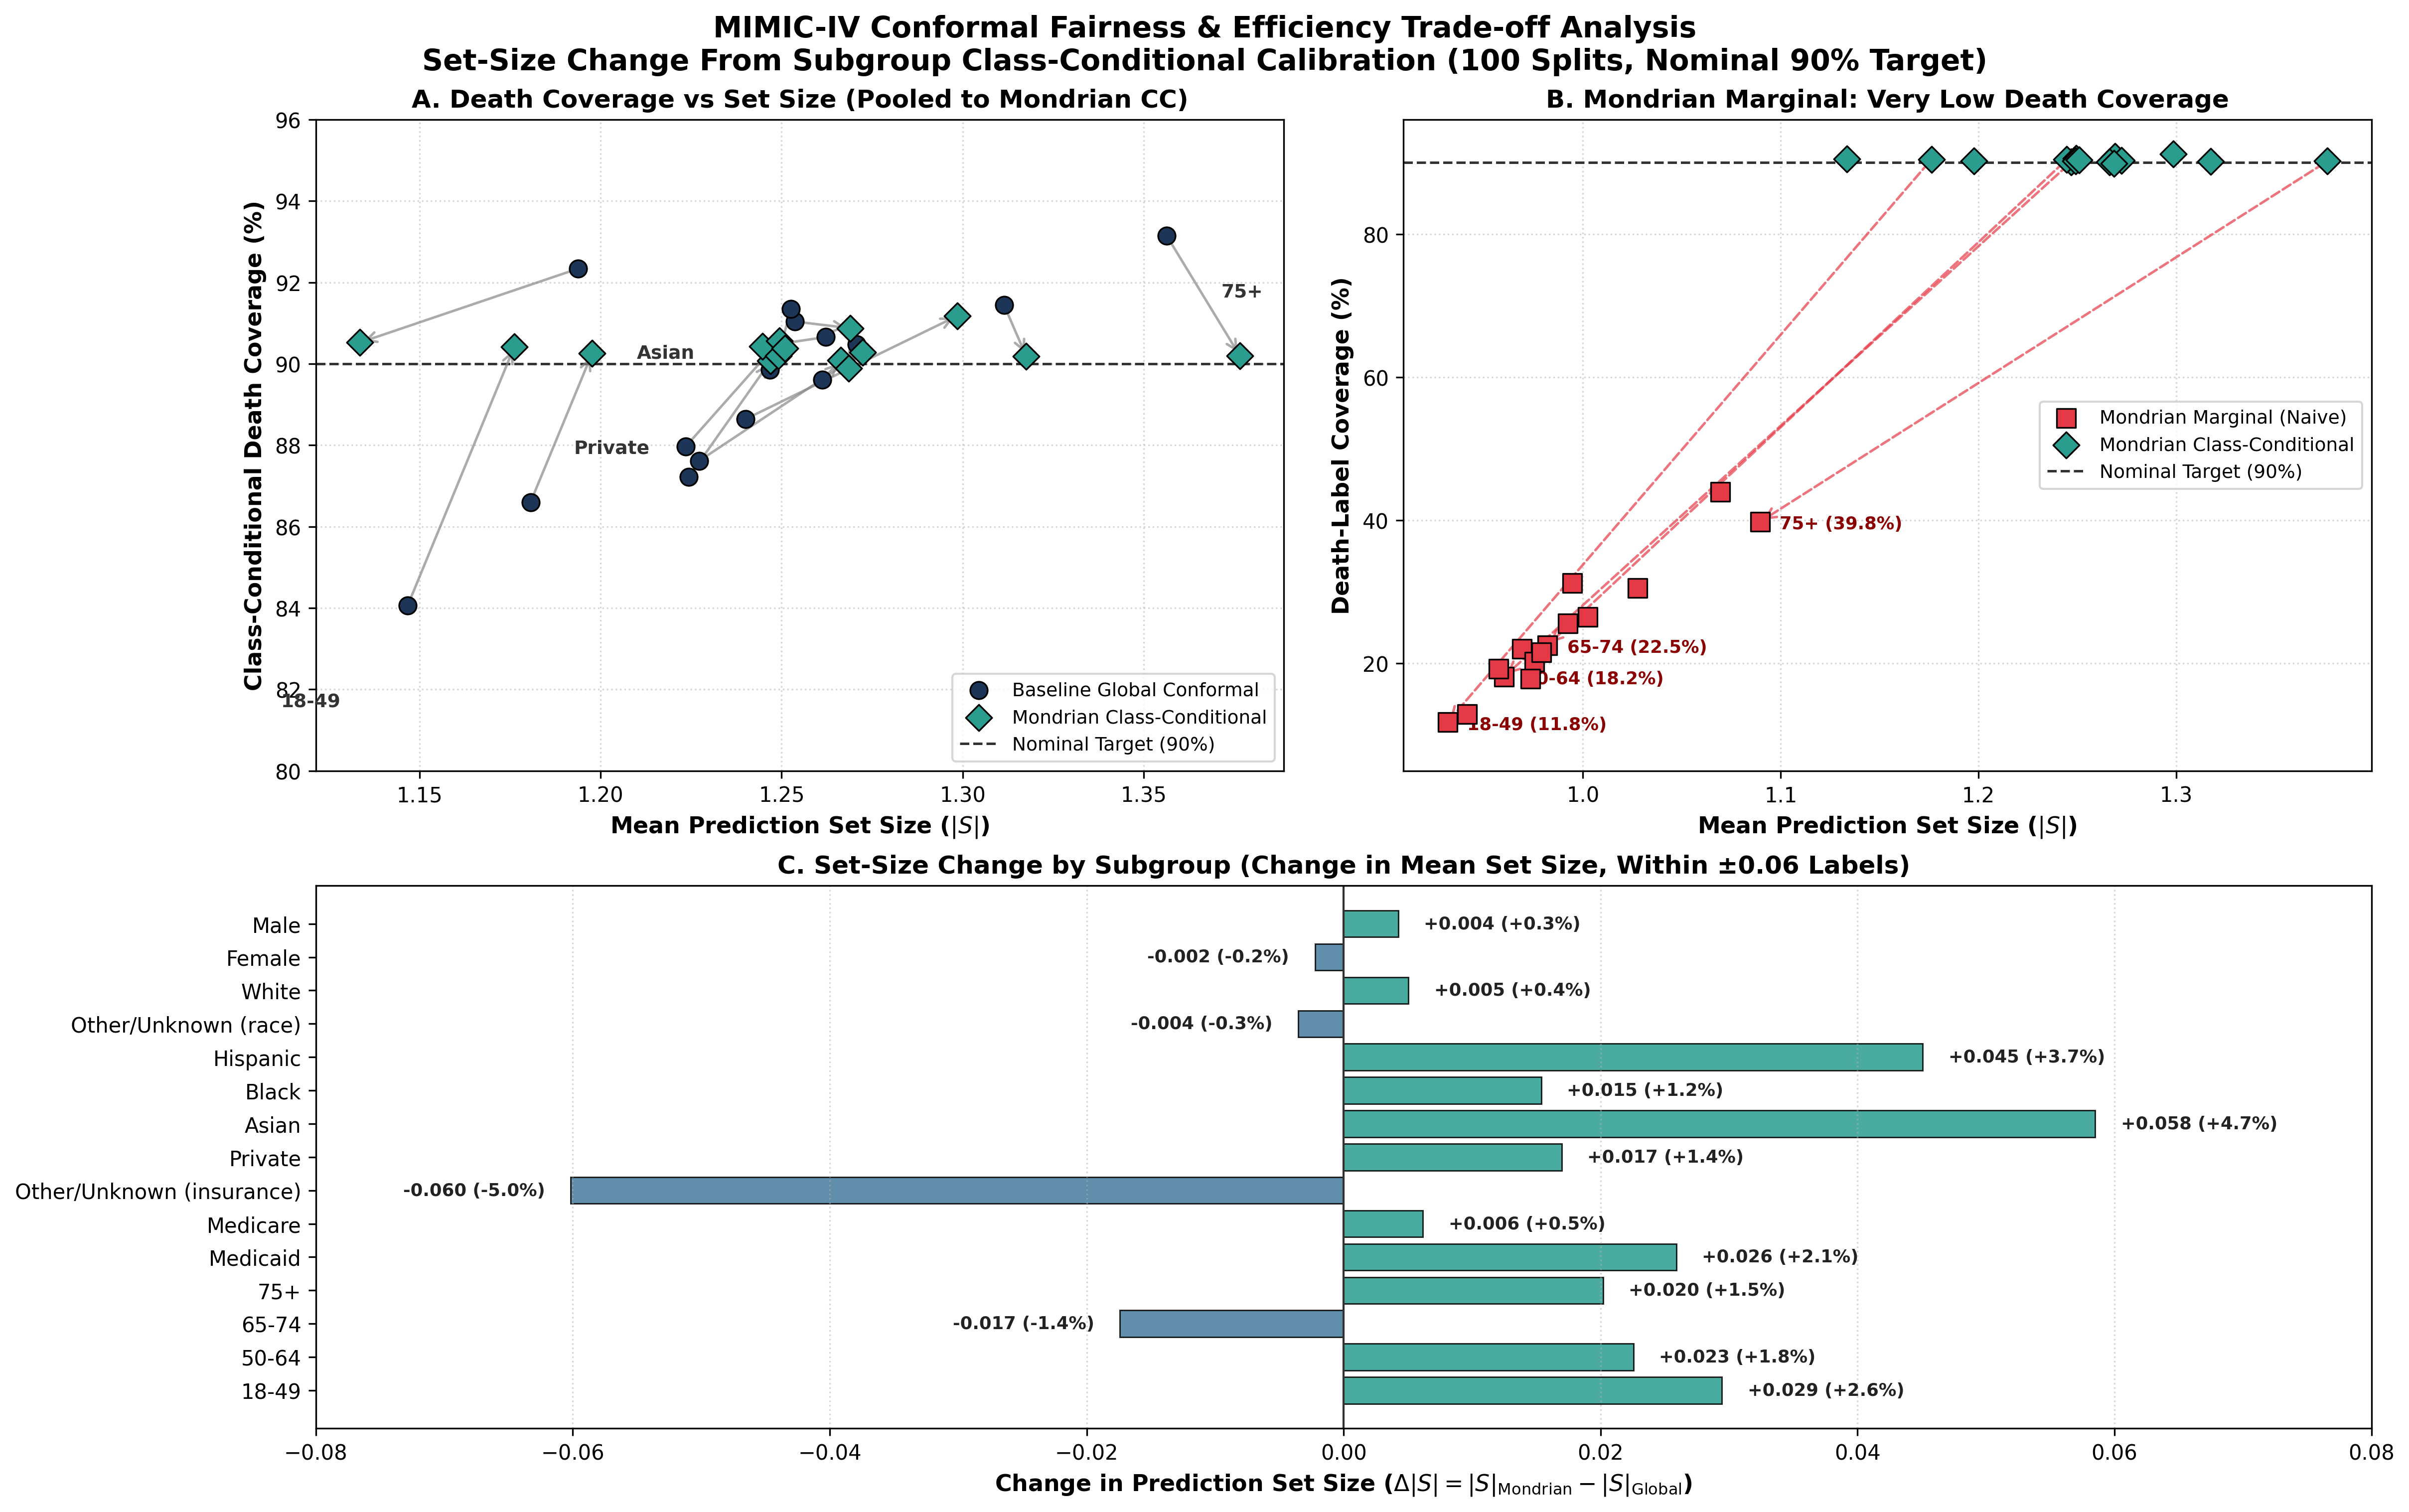 MIMIC-IV Conformal Fairness & Efficiency Trade-off Analysis
Set-Size Change From Subgroup Class-Conditional Calibration (100 Splits, Nominal 90% Target)
A. Death Coverage vs Set Size (Pooled to Mondrian CC)
Class-Conditional Death Coverage (%)
96
94
92
90
88
86
84
82
80
75+
Asian
Private
18-49
Baseline Global Conformal
Mondrian Class-Conditional
Nominal Target (90%)
1.15
1.20
1.25
1.30
1.35
Mean Prediction Set Size (|S|)
B. Mondrian Marginal: Very Low Death Coverage
Death-Label Coverage (%)
80
60
40
20
Mondrian Marginal (Naive)
Mondrian Class-Conditional
Nominal Target (90%)
75+ (39.8%)
65-74 (22.5%)
0-64 (18.2%)
18-49 (11.8%)
1.0
1.1
1.2
1.3
Mean Prediction Set Size (|S|)
C. Set-Size Change by Subgroup (Change in Mean Set Size, Within ±0.06 Labels)
Male +0.004 (+0.3%)
Female -0.002 (-0.2%)
White +0.005 (+0.4%)
Other/Unknown (race) -0.004 (-0.3%)
Hispanic +0.045 (+3.7%)
Black +0.015 (+1.2%)
Asian +0.058 (+4.7%)
Private +0.017 (+1.4%)
Other/Unknown (insurance) -0.060 (-5.0%)
Medicare +0.006 (+0.5%)
Medicaid +0.026 (+2.1%)
75+ +0.020 (+1.5%)
65-74 -0.017 (-1.4%)
50-64 +0.023 (+1.8%)
18-49 +0.029 (+2.6%)
−0.08
−0.06
−0.04
−0.02
0.00
0.02
0.04
0.06
0.08
Change in Prediction Set Size (Δ|S| = |S|Mondrian − |S|Global)